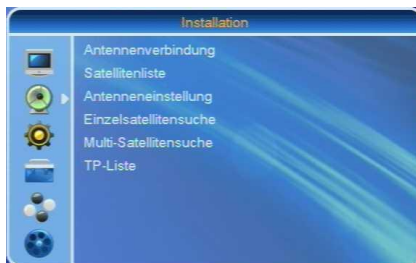 Installation
Antennenverbindung
Satellitenliste
Antenneneinstellung
Einzelsatellitensuche
Multi-Satellitensuche
TP-Liste